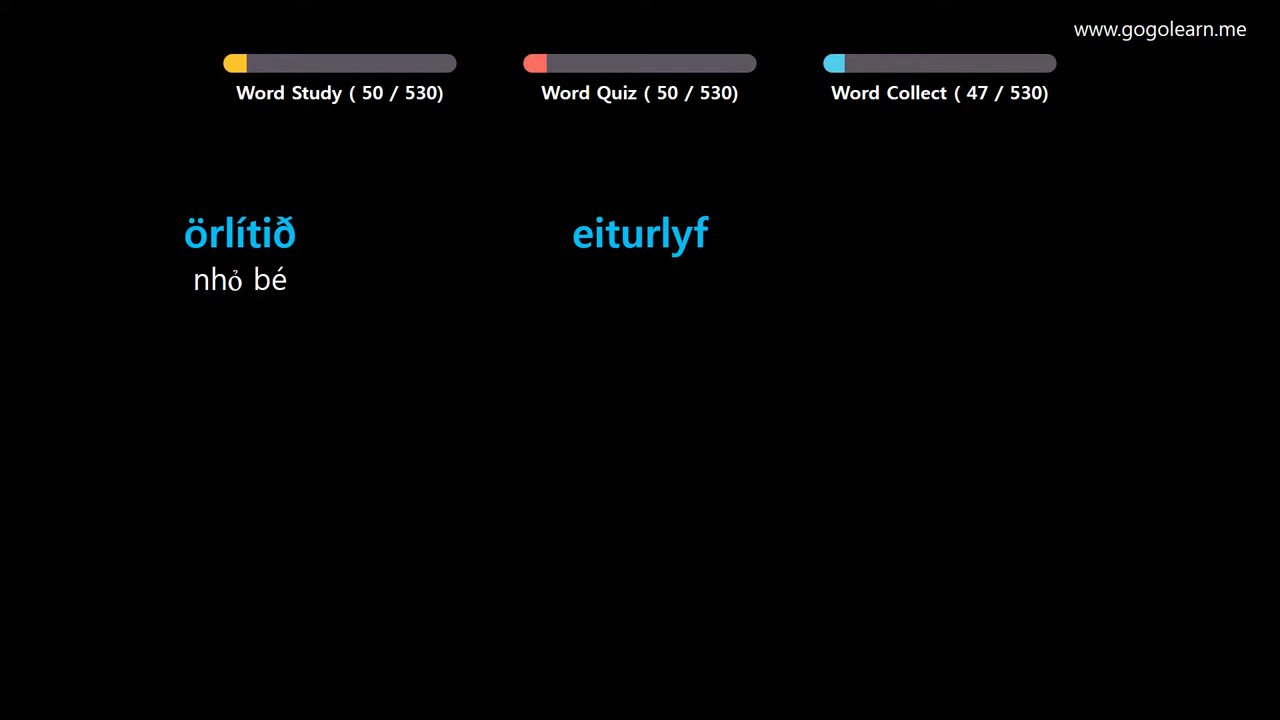 www.gogolearn.me
Word Study ( 50 / 530)
Word Quiz ( 50 / 530)
Word Collect ( 47 / 530)
örlítið
eiturlyf
nhỏ bé